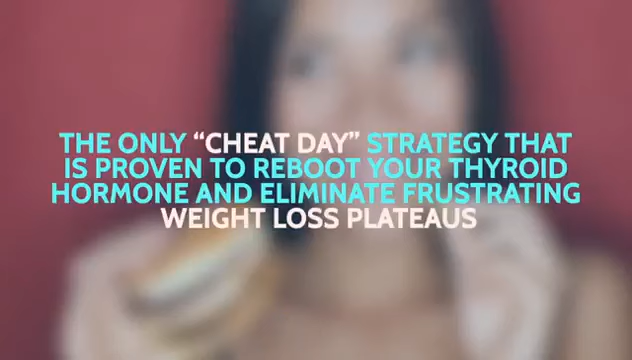 THE ONLY “CHEAT DAY” STRATEGY THAT
IS PROVEN TO REBOOT YOUR THYROID
HORMONE AND ELIMINATE FRUSTRATING
WEIGHT LOSS PLATEAUS